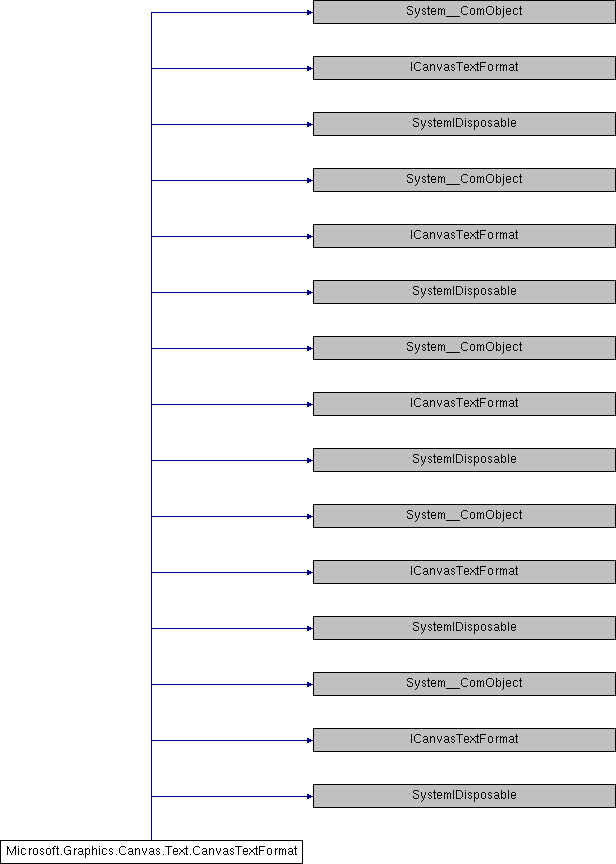 System__ComObject
ICanvasTextFormat
SystemIDisposable
System__ComObject
ICanvasTextFormat
SystemIDisposable
System__ComObject
ICanvasTextFormat
SystemIDisposable
System__ComObject
ICanvasTextFormat
SystemIDisposable
System__ComObject
ICanvasTextFormat
SystemIDisposable
Microsoft.Graphics.Canvas.Text.CanvasTextFormat